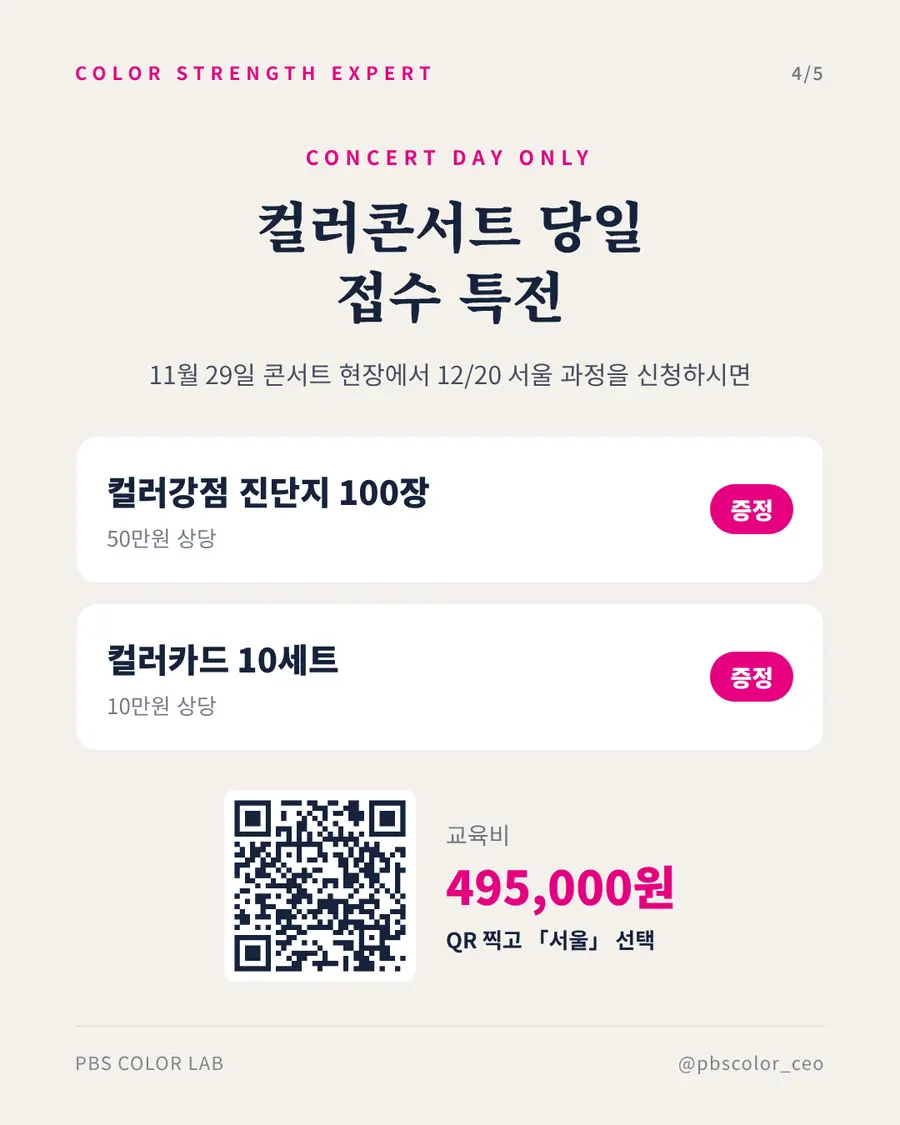 COLOR STRENGTH EXPERT
4/5
CONCERT DAY ONLY
컬러콘서트 당일
접수 특전
11월 29일 콘서트 현장에서 12/20 서울 과정을 신청하시면
컬러강점 진단지 100장
50만원 상당
증정
컬러카드 10세트
10만원 상당
증정
교육비
495,000원
QR 찍고 「서울」 선택
PBS COLOR LAB
@pbscolor_ceo